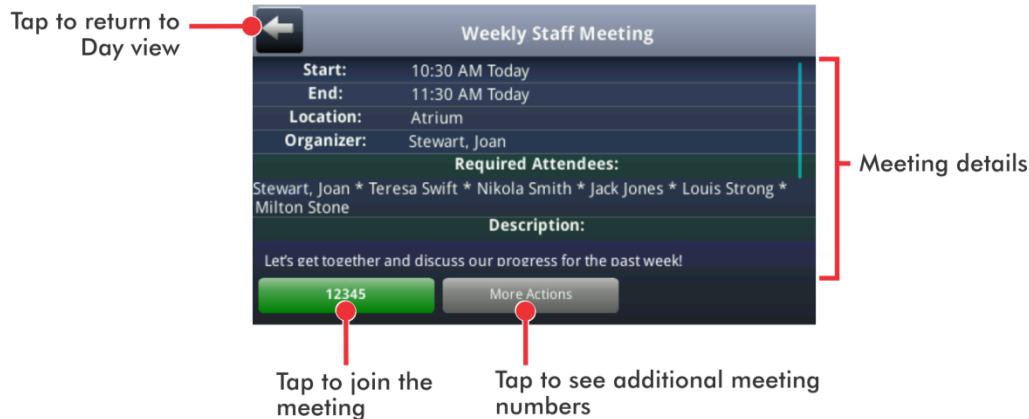 Tap to return to
Day view
Weekly Staff Meeting
Start: 10:30 AM Today
End: 11:30 AM Today
Location: Atrium
Organizer: Stewart, Joan
Required Attendees:
Stewart, Joan * Teresa Swift * Nikola Smith * Jack Jones * Louis Strong *
Milton Stone
Description:
Let's get together and discuss our progress for the past week!
Meeting details
12345
More Actions
Tap to join the
meeting
Tap to see additional meeting
numbers